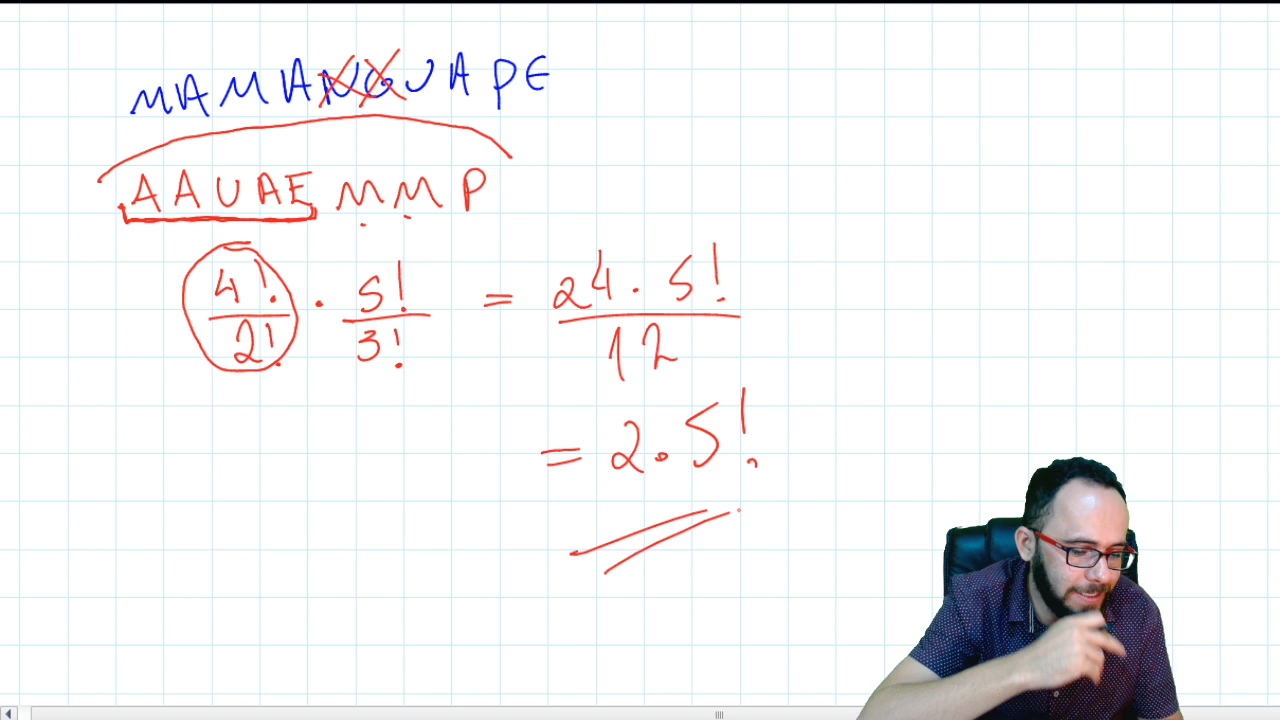 MAMANGUAPE
AAUAE MMP
4!/2! · 5!/3! = 24 · 5!/12
= 2 · 5!